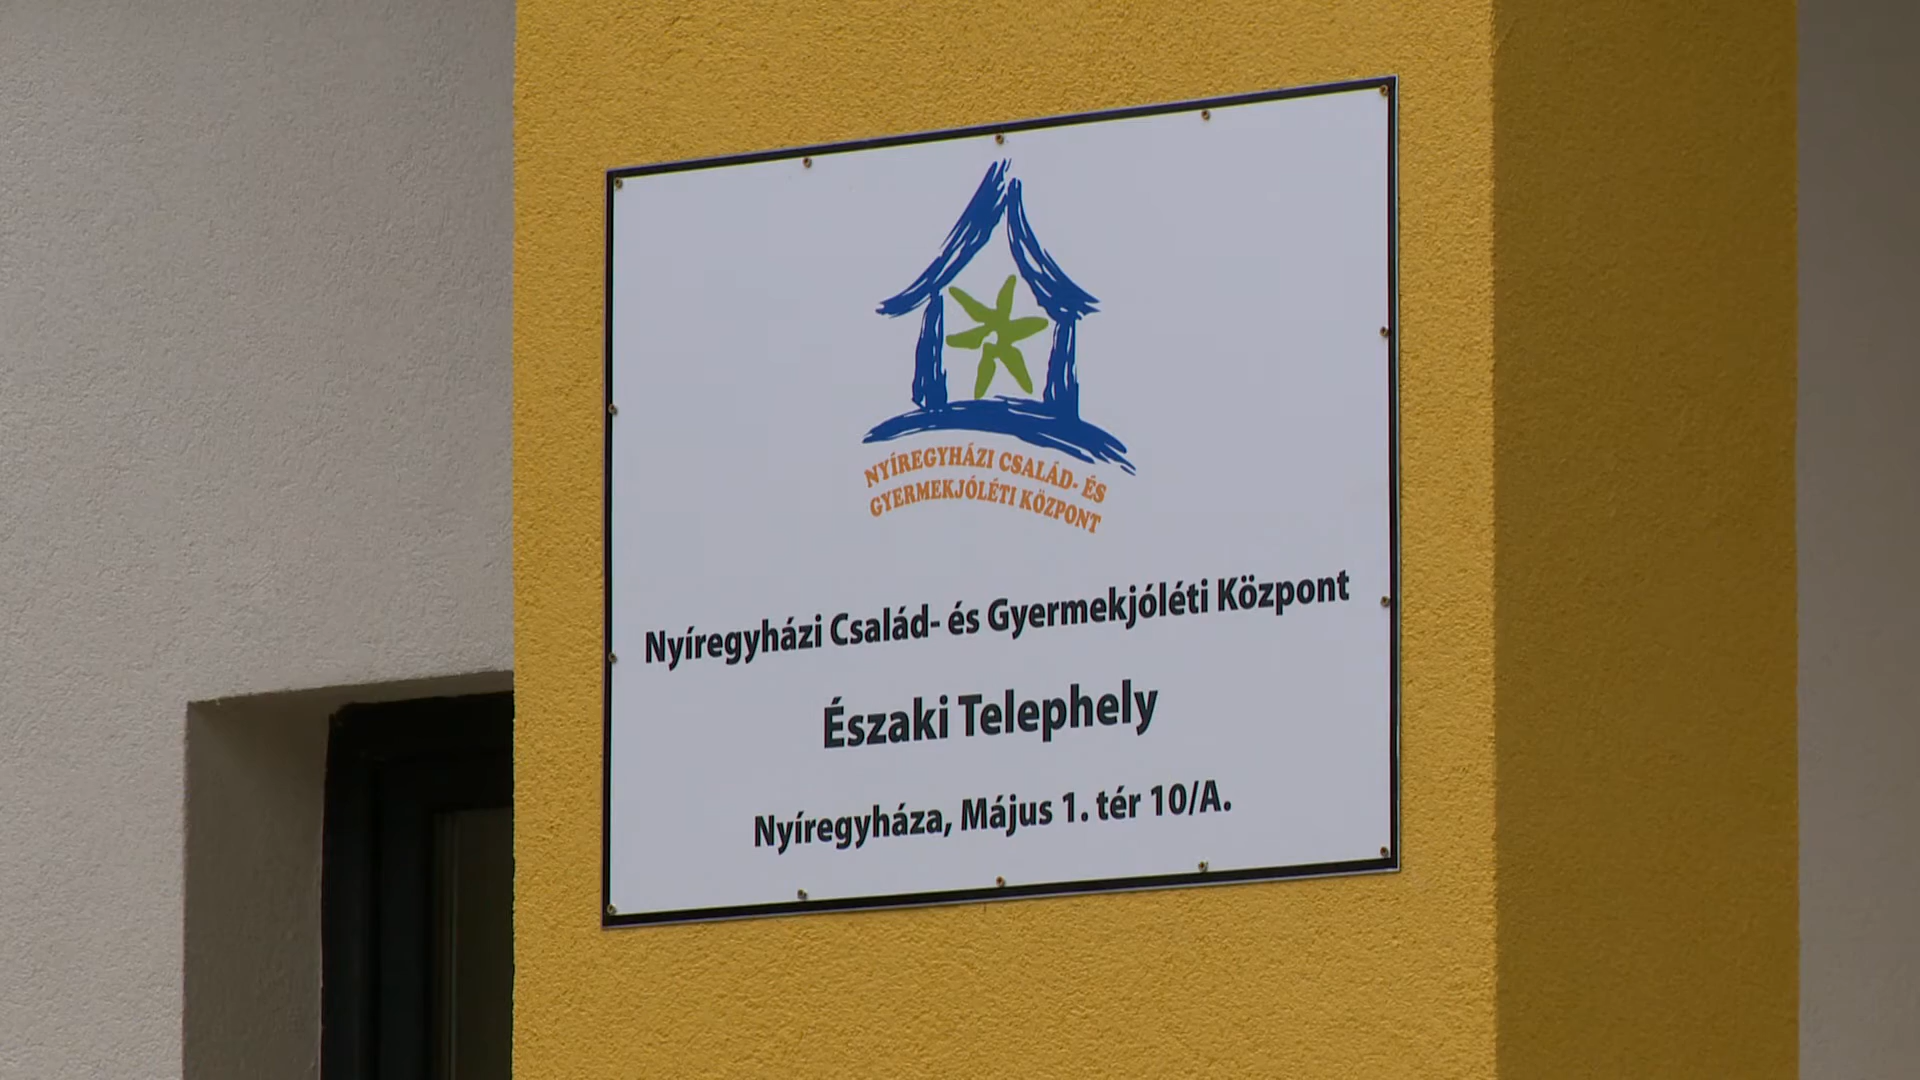 NYÍREGYHÁZI CSALÁD- ÉS
GYERMEKJÓLÉTI KÖZPONT
Nyíregyházi Család- és Gyermekjóléti Központ
Északi Telephely
Nyíregyháza, Május 1. tér 10/A.